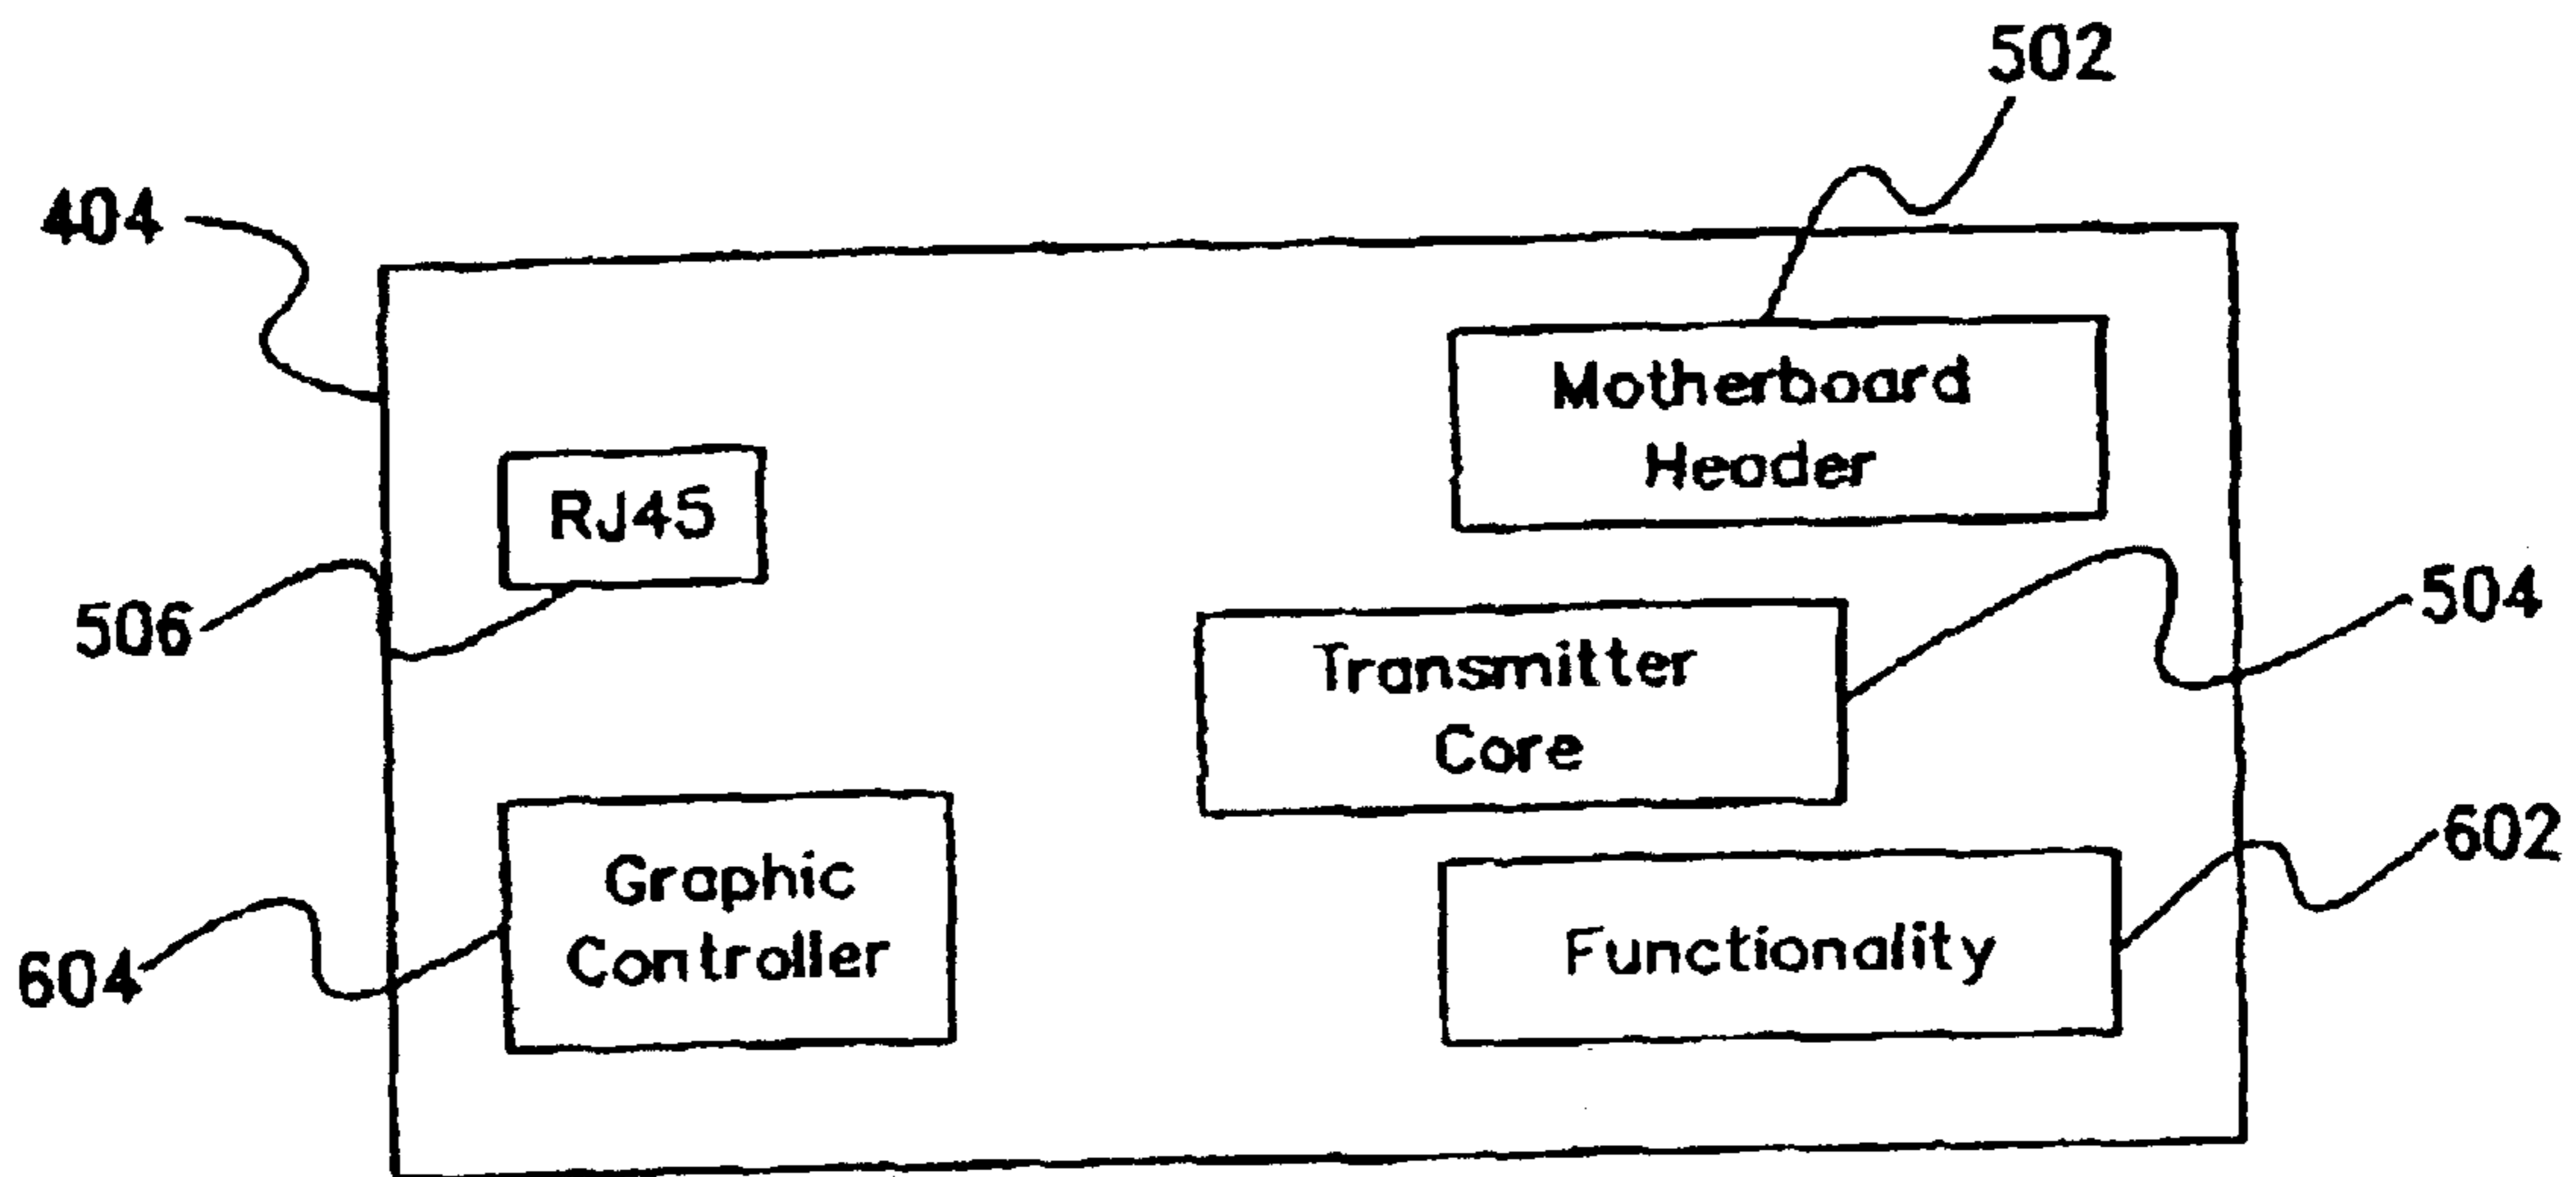 502
404
Motherboard
Header
RJ45
506
504
Transmitter
Core
602
Graphic
Controller
Functionality
604